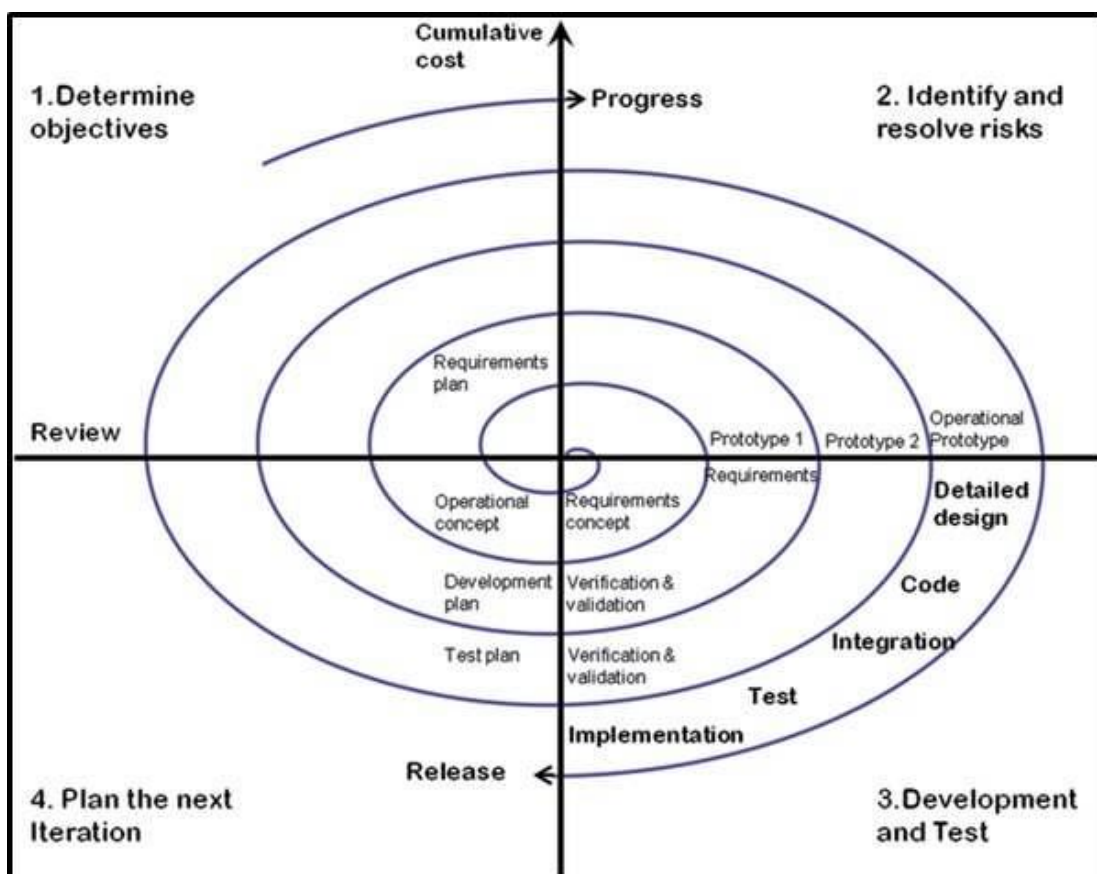 Cumulative
cost
1.Determine
objectives
Progress
2. Identify and
resolve risks
Requirements
plan
Review
Prototype 1
Prototype 2
Operational
Prototype
Requirements
Detailed
design
Operational
concept
Requirements
concept
Development
plan
Verification &
validation
Code
Integration
Test plan
Verification &
validation
Test
Implementation
Release
4. Plan the next
Iteration
3.Development
and Test